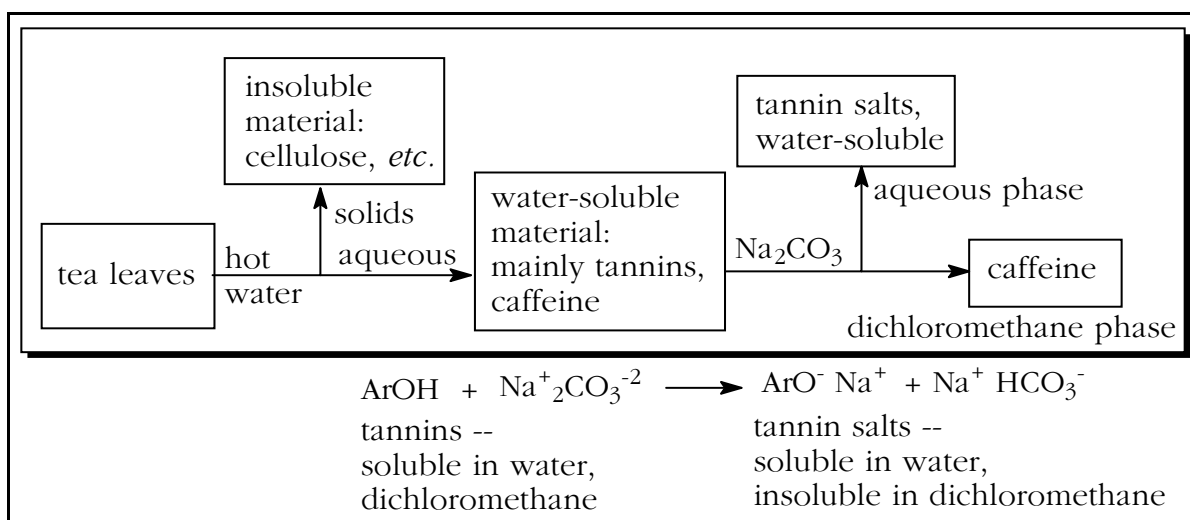 insoluble
material:
cellulose, etc.
tannin salts,
water-soluble
solids
aqueous
water-soluble
material:
mainly tannins,
caffeine
aqueous phase
tea leaves
hot
water
Na₂CO₃
caffeine
dichloromethane phase
ArOH + Na⁺₂CO₃⁻² ArO⁻ Na⁺ + Na⁺ HCO₃⁻
tannins --
soluble in water,
dichloromethane
tannin salts --
soluble in water,
insoluble in dichloromethane